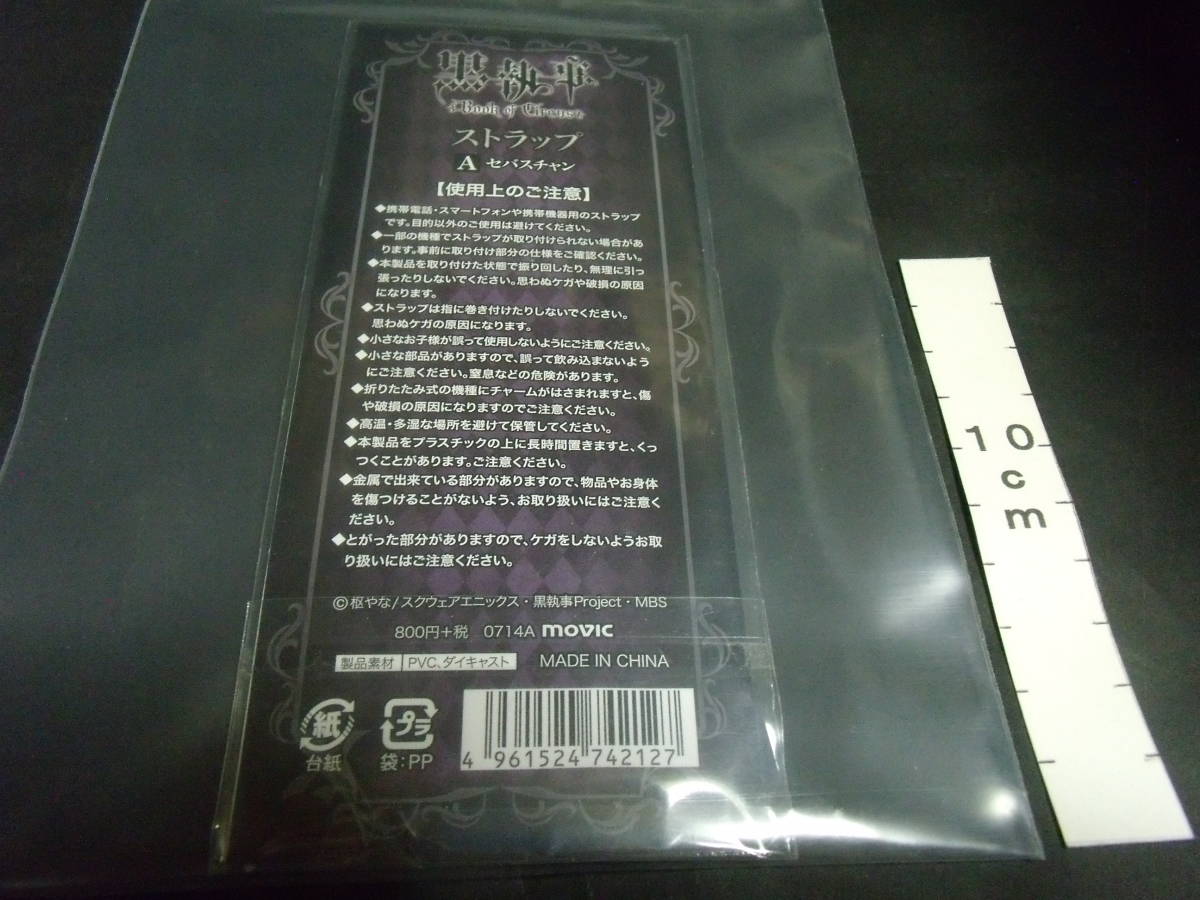 黒執事
Book of Circus
ストラップ
A セバスチャン
【使用上のご注意】
◆携帯電話・スマートフォンや携帯機器用のストラップ
です。目的以外のご使用は避けてください。
◆一部の機種でストラップが取り付けられない場合があ
ります。事前に取り付け部分の仕様をご確認ください。
◆本製品を取り付けた状態で振り回したり、無理に引っ
張ったりしないでください。思わぬケガや破損の原因
になります。
◆ストラップは指に巻き付けたりしないでください。
思わぬケガの原因になります。
◆小さなお子様が誤って使用しないようにご注意ください。
◆小さな部品がありますので、誤って飲み込まないよう
にご注意ください。窒息などの危険があります。
◆折りたたみ式の機種にチャームがはさまれますと、傷
や破損の原因になりますのでご注意ください。
◆高温・多湿な場所を避けて保管してください。
◆本製品をプラスチックの上に長時間置きますと、くっ
つくことがあります。ご注意ください。
◆金属で出来ている部分がありますので、物品やお身体
を傷つけることがないよう、お取り扱いにはご注意く
ださい。
◆とがった部分がありますので、ケガをしないようお取
り扱いにはご注意ください。
©枢やな/スクウェアエニックス・黒執事Project・MBS
800円+税 0714A movic
製品素材 PVC、ダイキャスト MADE IN CHINA
紙 プラ
台紙 袋:PP
4 961524 742127
10
c
m